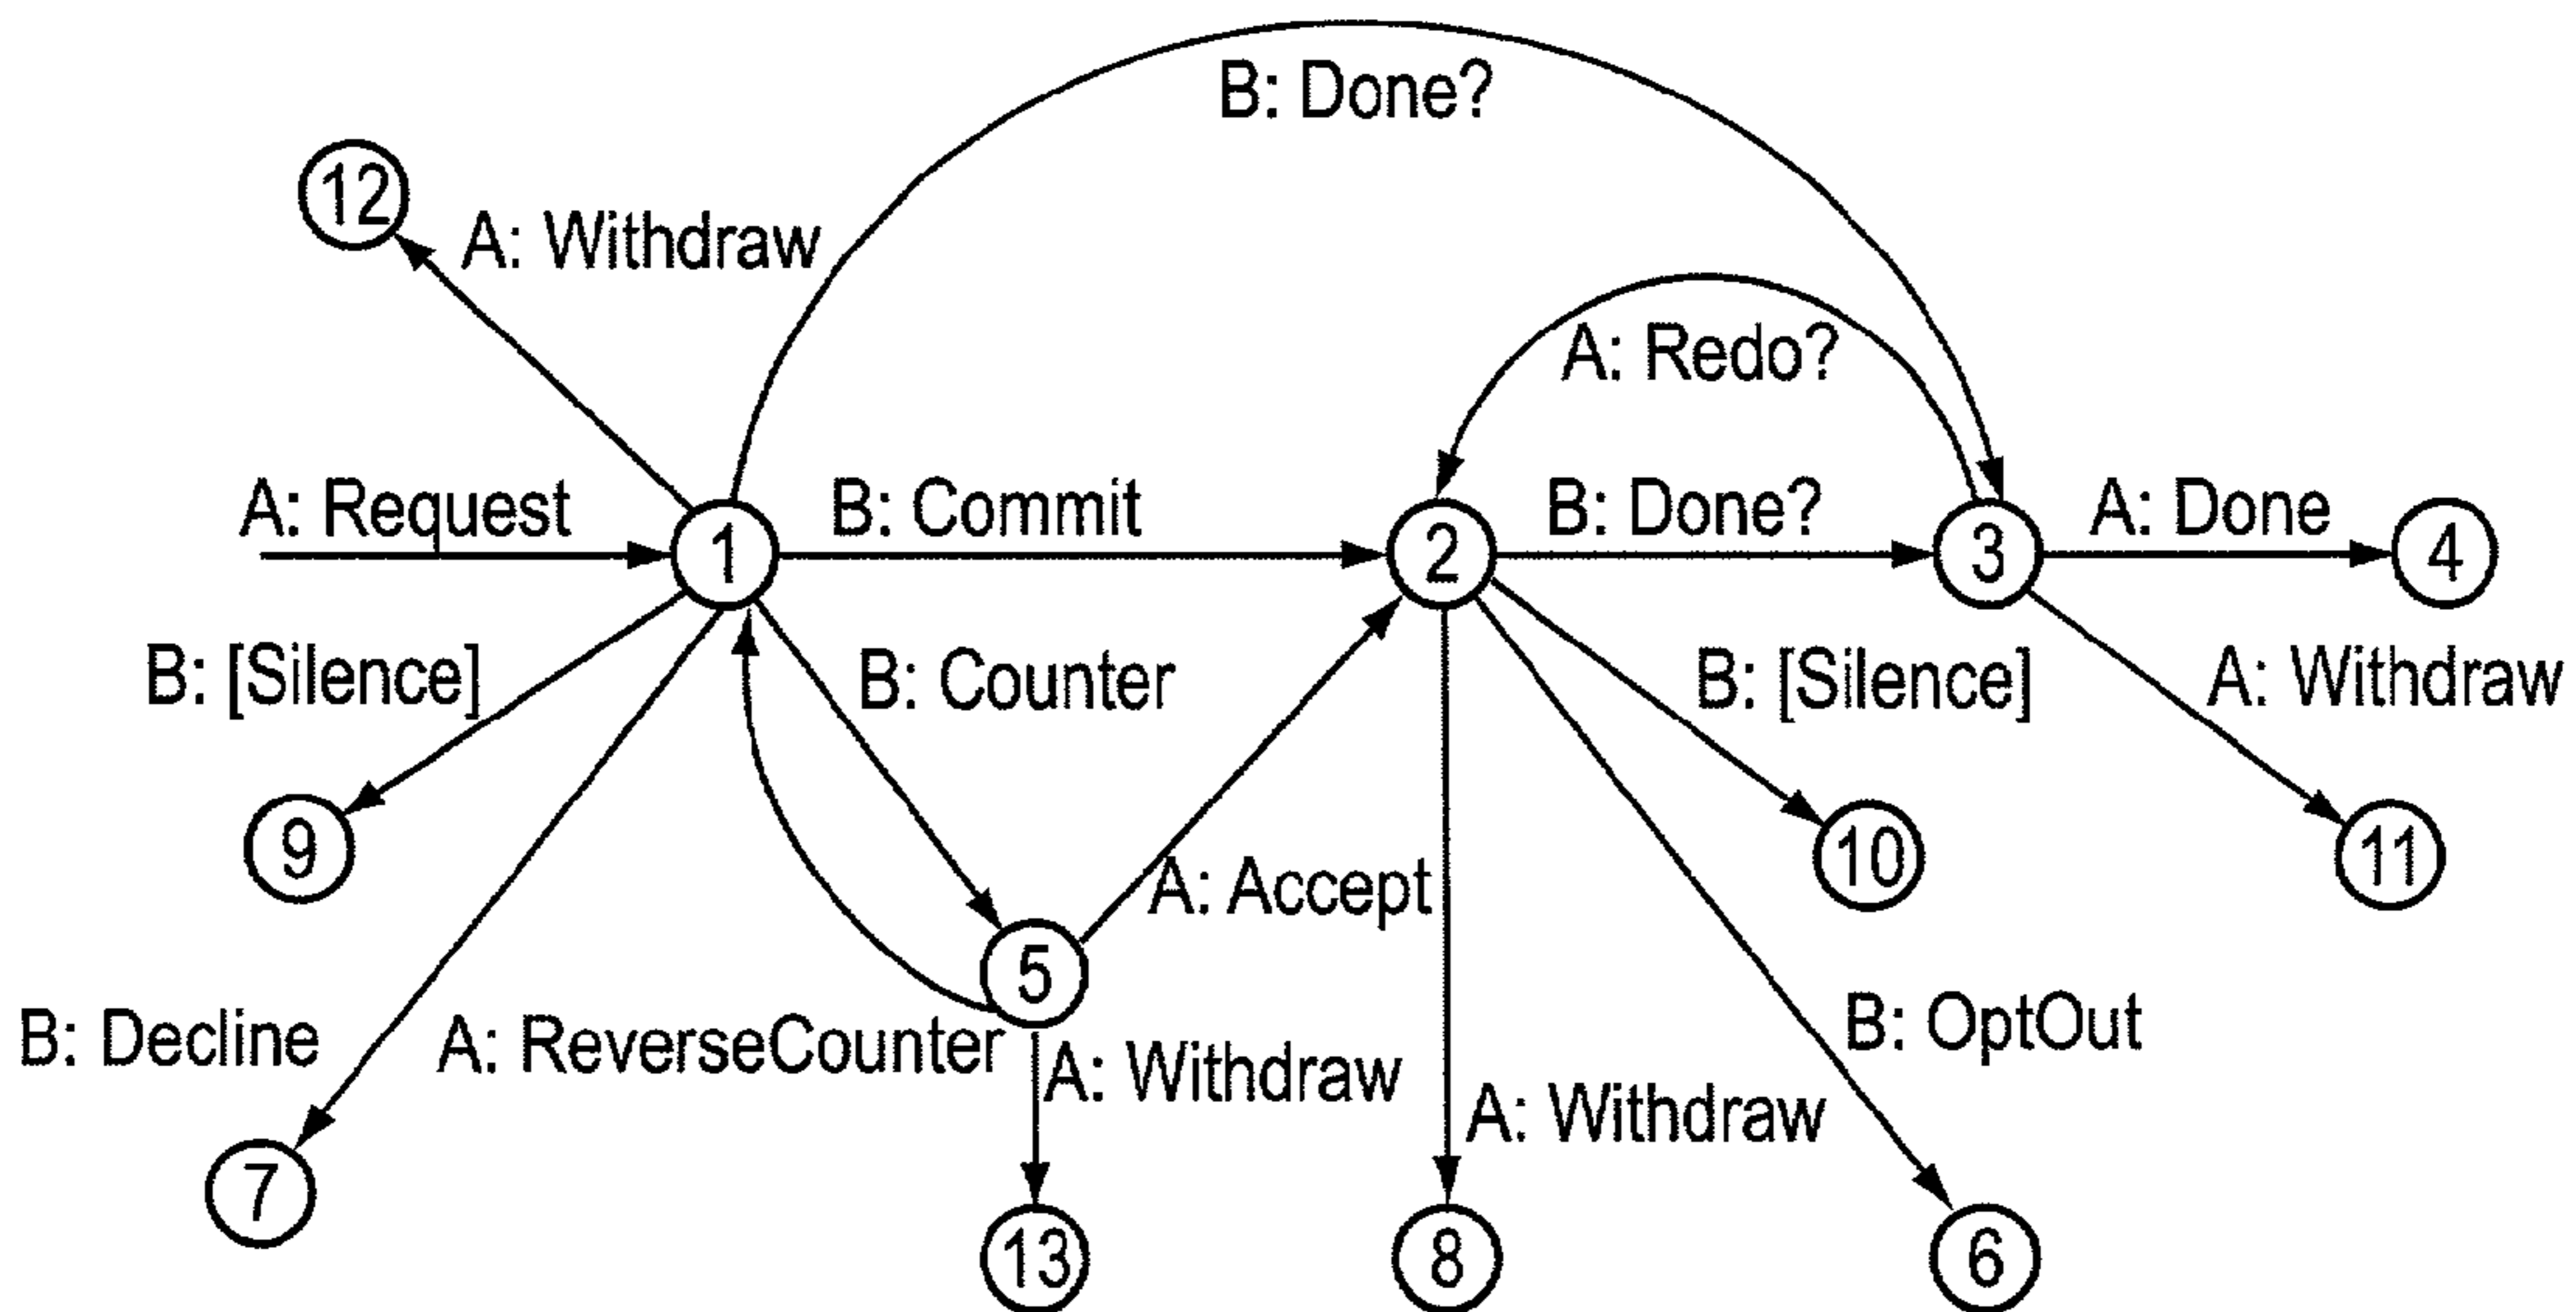 B: Done?
12
A: Withdraw
A: Redo?
A: Request
B: Commit
B: Done?
A: Done
1
2
3
4
B: [Silence]
B: Counter
B: [Silence]
A: Withdraw
9
A: Accept
10
11
5
B: Decline
A: ReverseCounter
A: Withdraw
A: Withdraw
B: OptOut
7
13
8
6